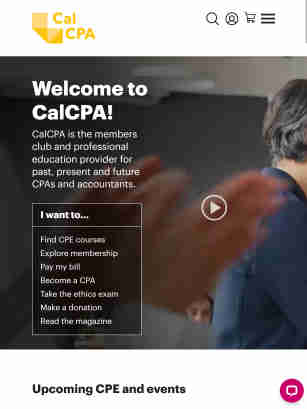 Cal
CPA
Welcome to
CalCPA!
CalCPA is the members
club and professional
education provider for
past, present and future
CPAs and accountants.
I want to...
Find CPE courses
Explore membership
Pay my bill
Become a CPA
Take the ethics exam
Make a donation
Read the magazine
Upcoming CPE and events